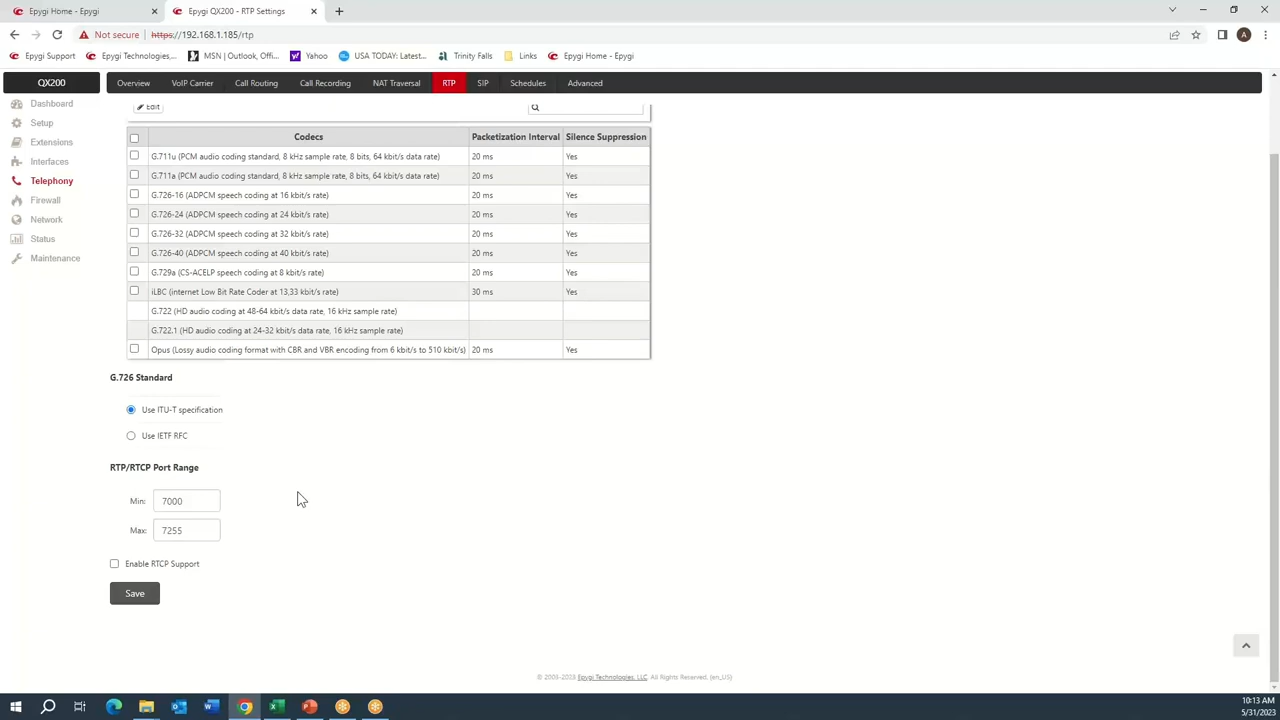 Epygi Home - Epygi
Epygi QX200 - RTP Settings
Not secure | https://192.168.1.185/rtp
A
Epygi Support
Epygi Technologies,...
MSN | Outlook, Offi...
Yahoo
USA TODAY: Latest...
Trinity Falls
Links
Epygi Home - Epygi
QX200
Overview
VoIP Carrier
Call Routing
Call Recording
NAT Traversal
RTP
SIP
Schedules
Advanced
Dashboard
Setup
Extensions
Interfaces
Telephony
Firewall
Network
Status
Maintenance
Edit
Codecs Packetization Interval Silence Suppression
G.711u (PCM audio coding standard, 8 kHz sample rate, 8 bits, 64 kbit/s data rate) 20 ms Yes
G.711a (PCM audio coding standard, 8 kHz sample rate, 8 bits, 64 kbit/s data rate) 20 ms Yes
G.726-16 (ADPCM speech coding at 16 kbit/s rate) 20 ms Yes
G.726-24 (ADPCM speech coding at 24 kbit/s rate) 20 ms Yes
G.726-32 (ADPCM speech coding at 32 kbit/s rate) 20 ms Yes
G.726-40 (ADPCM speech coding at 40 kbit/s rate) 20 ms Yes
G.729a (CS-ACELP speech coding at 8 kbit/s rate) 20 ms Yes
iLBC (internet Low Bit Rate Coder at 13,33 kbit/s rate) 30 ms Yes
G.722 (HD audio coding at 48-64 kbit/s data rate, 16 kHz sample rate)
G.722.1 (HD audio coding at 24-32 kbit/s data rate, 16 kHz sample rate)
Opus (Lossy audio coding format with CBR and VBR encoding from 6 kbit/s to 510 kbit/s) 20 ms Yes
G.726 Standard
Use ITU-T specification
Use IETF RFC
RTP/RTCP Port Range
Min: 7000
Max: 7255
Enable RTCP Support
Save
Epygi Technologies, LLC. All Rights Reserved. (en_US)
10:13 AM
5/31/2023